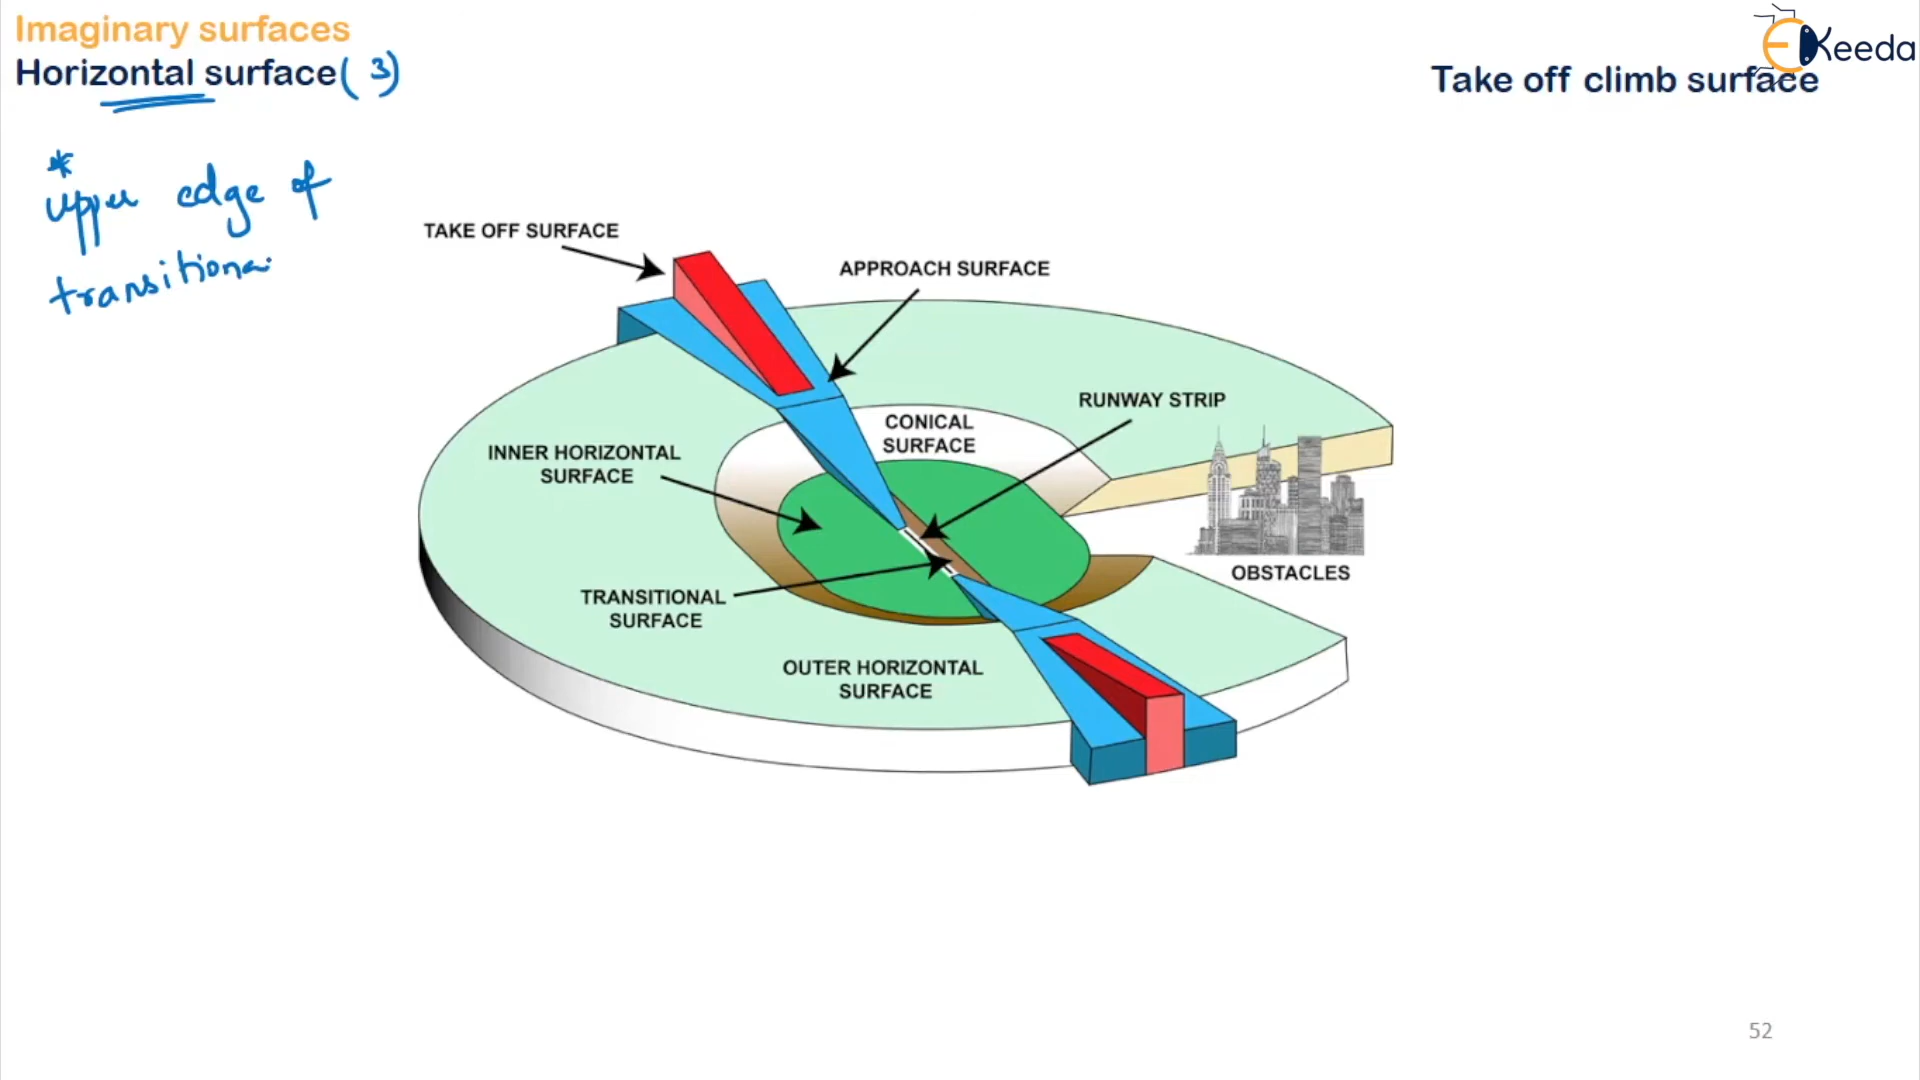 Imaginary surfaces
Horizontal surface (3)
EKeeda
Take off climb surface
*
upper edge of
transitional
TAKE OFF SURFACE
APPROACH SURFACE
RUNWAY STRIP
CONICAL
SURFACE
INNER HORIZONTAL
SURFACE
TRANSITIONAL
SURFACE
OBSTACLES
OUTER HORIZONTAL
SURFACE
52